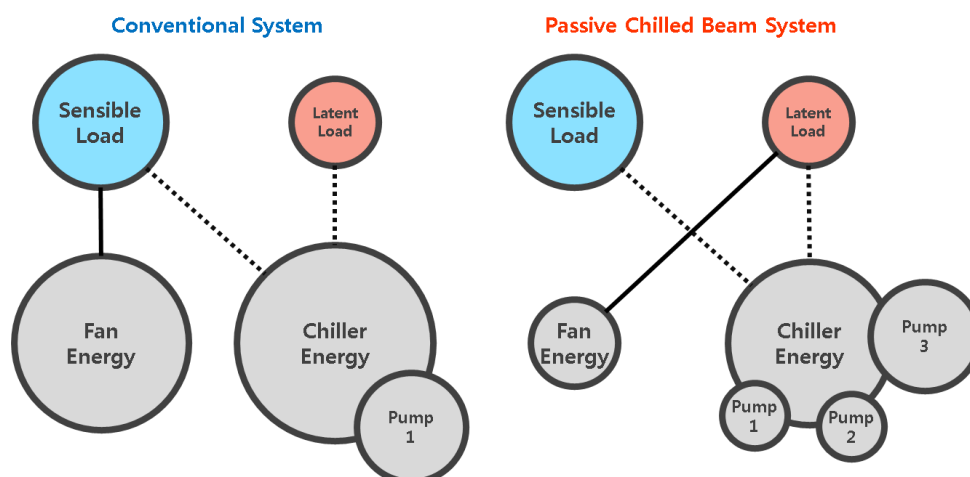 Conventional System
Sensible
Load
Latent
Load
Fan
Energy
Chiller
Energy
Pump
1
Passive Chilled Beam System
Sensible
Load
Latent
Load
Fan
Energy
Chiller
Energy
Pump
3
Pump
1
Pump
2